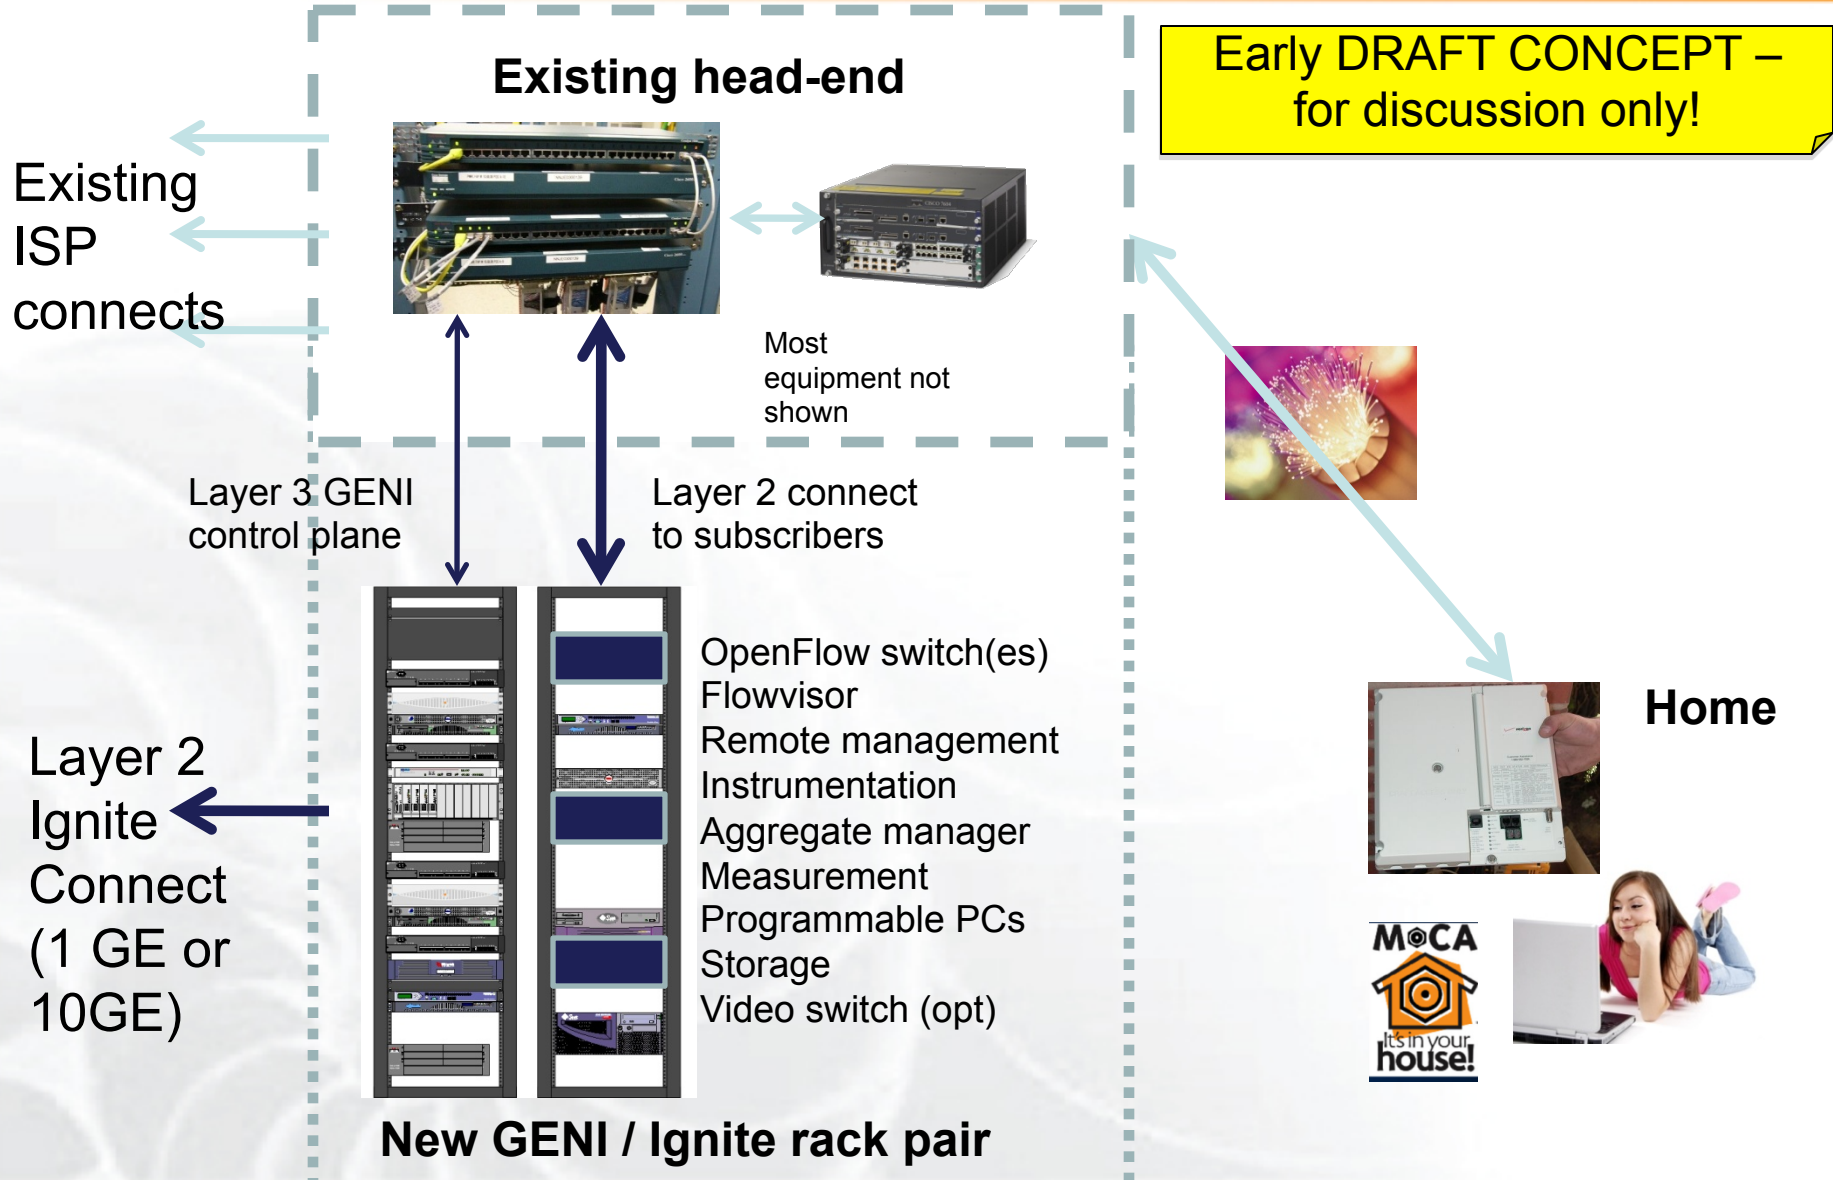 Early DRAFT CONCEPT –
for discussion only!
Existing head-end
Existing
ISP
connects
Most
equipment not
shown
Layer 3 GENI
control plane
Layer 2 connect
to subscribers
OpenFlow switch(es)
Flowvisor
Remote management
Instrumentation
Aggregate manager
Measurement
Programmable PCs
Storage
Video switch (opt)
Layer 2
Ignite
Connect
(1 GE or
10GE)
New GENI / Ignite rack pair
Home
MoCA
It's in your
house!